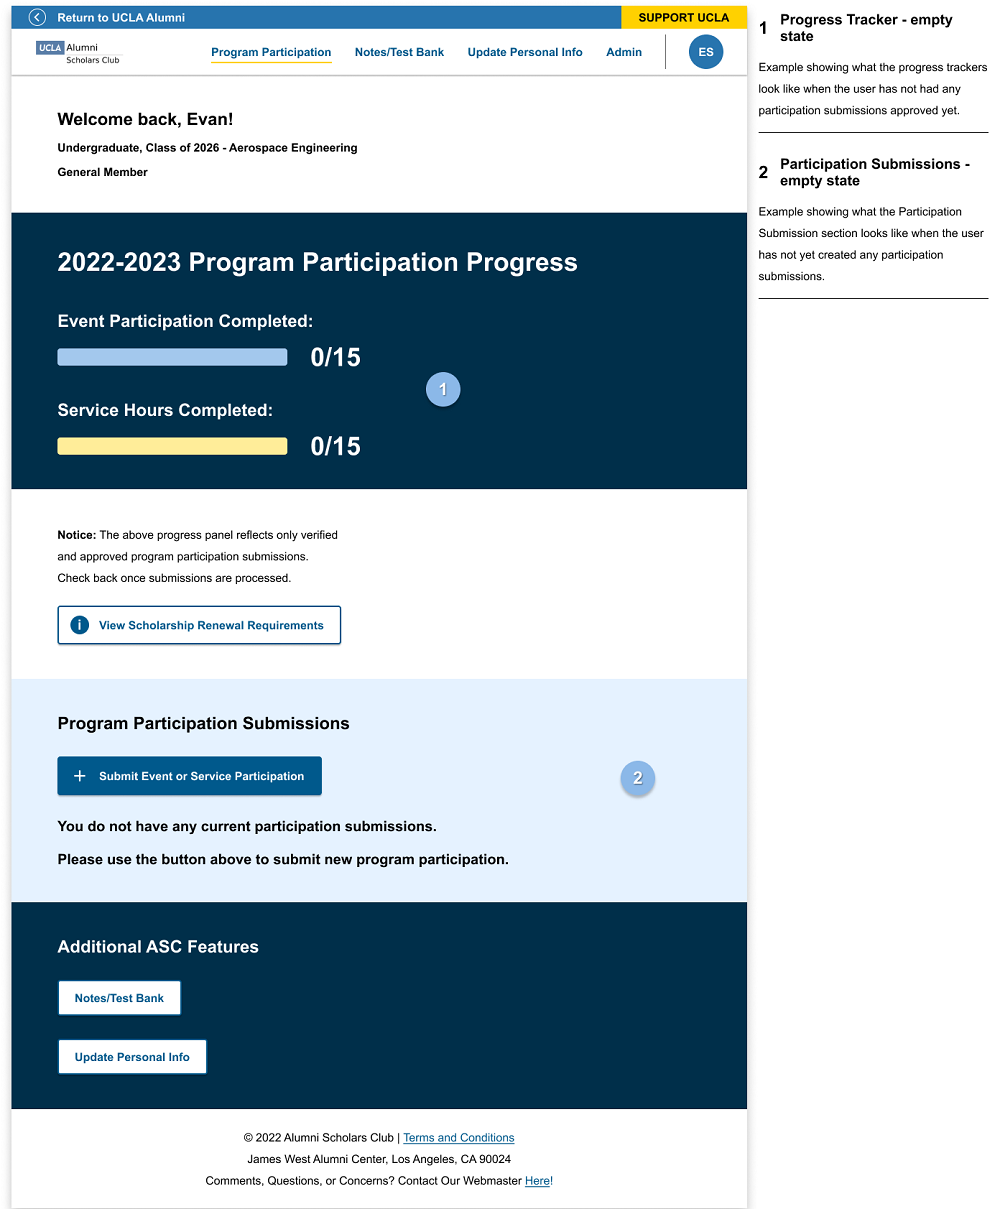 Return to UCLA Alumni
SUPPORT UCLA
UCLA Alumni
Scholars Club
Program Participation
Notes/Test Bank
Update Personal Info
Admin
ES
Welcome back, Evan!
Undergraduate, Class of 2026 - Aerospace Engineering
General Member
2022-2023 Program Participation Progress
Event Participation Completed:
0/15
1
Service Hours Completed:
0/15
Notice: The above progress panel reflects only verified
and approved program participation submissions.
Check back once submissions are processed.
i View Scholarship Renewal Requirements
Program Participation Submissions
+ Submit Event or Service Participation
2
You do not have any current participation submissions.
Please use the button above to submit new program participation.
Additional ASC Features
Notes/Test Bank
Update Personal Info
© 2022 Alumni Scholars Club | Terms and Conditions
James West Alumni Center, Los Angeles, CA 90024
Comments, Questions, or Concerns? Contact Our Webmaster Here!
1 Progress Tracker - empty
state
Example showing what the progress trackers
look like when the user has not had any
participation submissions approved yet.
2 Participation Submissions -
empty state
Example showing what the Participation
Submission section looks like when the user
has not yet created any participation
submissions.